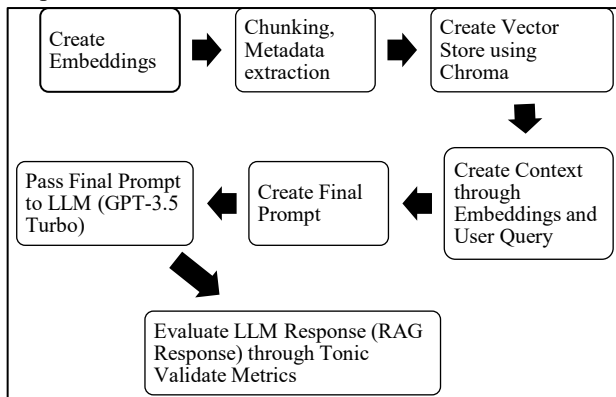 Create
Embeddings
Chunking,
Metadata
extraction
Create Vector
Store using
Chroma
Create Context
through
Embeddings and
User Query
Create Final
Prompt
Pass Final Prompt
to LLM (GPT-3.5
Turbo)
Evaluate LLM Response (RAG
Response) through Tonic
Validate Metrics